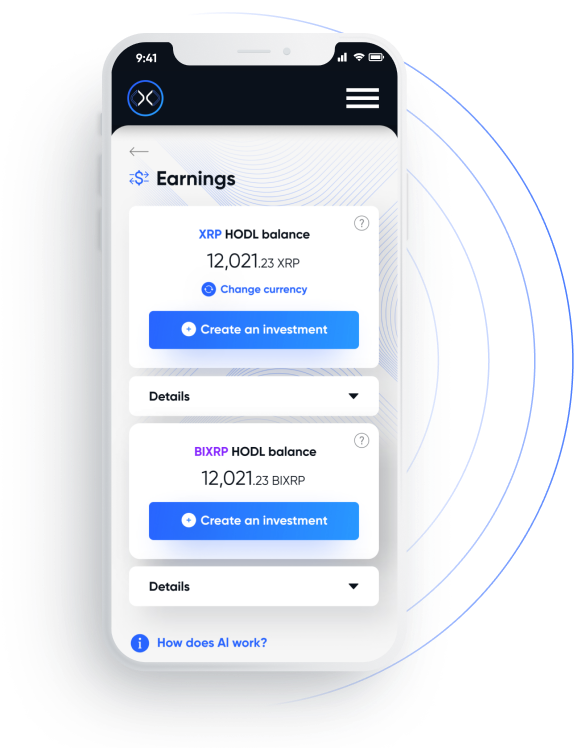 9:41
Earnings
?
XRP HODL balance
12,021.23 XRP
Change currency
Create an investment
Details
?
BIXRP HODL balance
12,021.23 BIXRP
Create an investment
Details
i How does AI work?